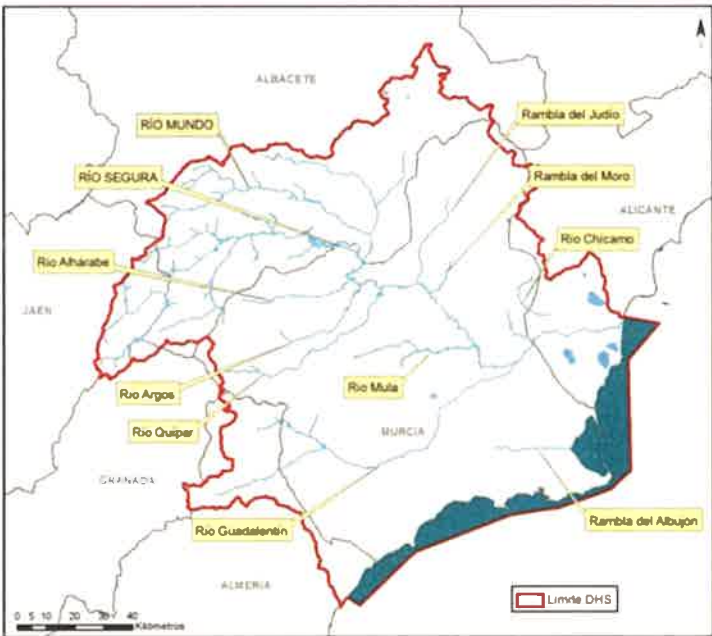 ALBACETE
RÍO MUNDO
Rambla del Judío
RÍO SEGURA
Rambla del Moro
ALICANTE
Río Chícamo
Río Alhárabe
JAEN
Río Argos
Río Mula
Río Quípar
MURCIA
GRANADA
Río Guadalentín
Rambla del Albujón
ALMERIA
Límite DHS
0 5 10 20 30 40
Kilómetros